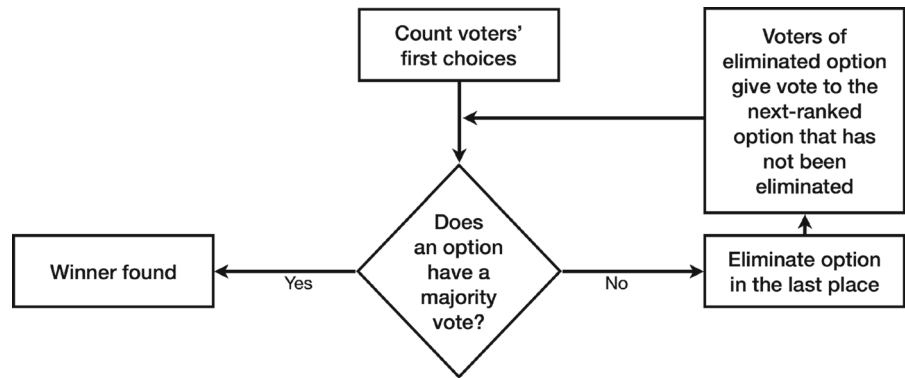 Count voters’
first choices
Voters of
eliminated option
give vote to the
next-ranked
option that has
not been
eliminated
Does
an option
have a
majority
vote?
Winner found
Yes
No
Eliminate option
in the last place